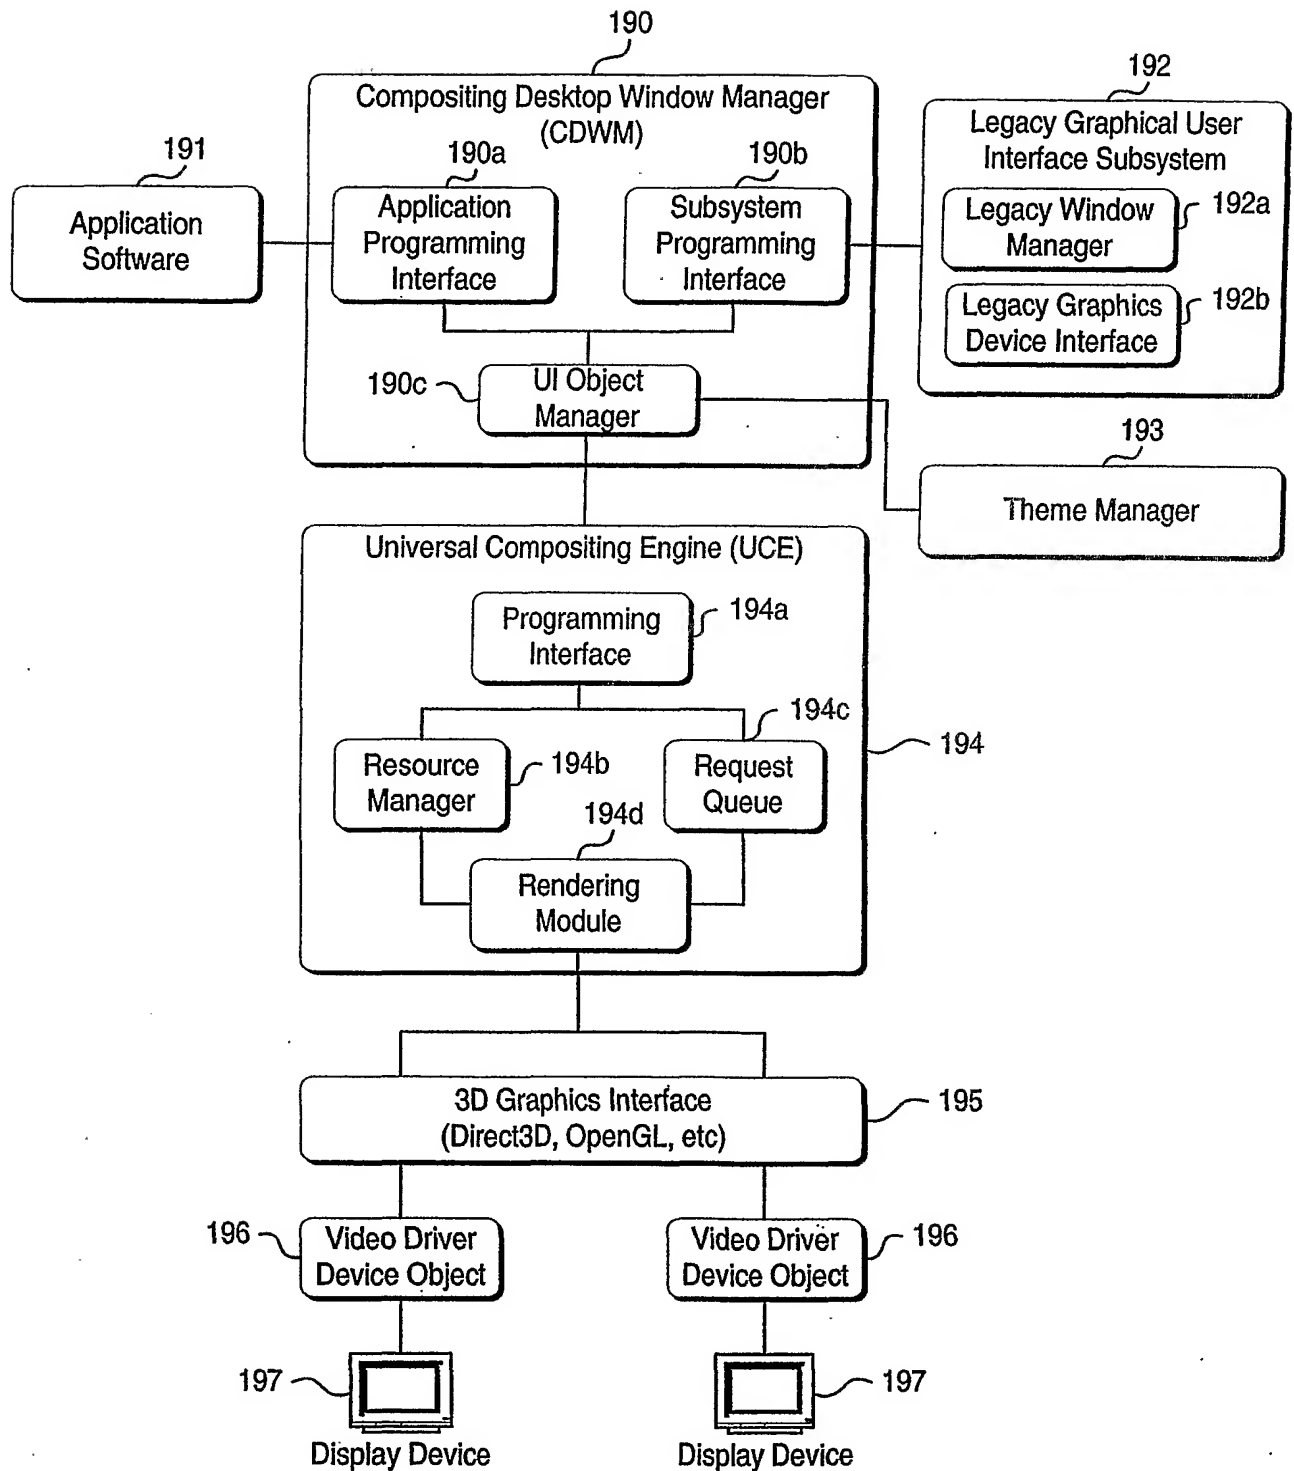 190
Compositing Desktop Window Manager
(CDWM)
192
Legacy Graphical User
Interface Subsystem
191
Application
Software
190a
Application
Programming
Interface
190b
Subsystem
Programming
Interface
Legacy Window
Manager
192a
Legacy Graphics
Device Interface
192b
190c
UI Object
Manager
193
Theme Manager
Universal Compositing Engine (UCE)
Programming
Interface
194a
194c
194
Resource
Manager
194b
Request
Queue
194d
Rendering
Module
3D Graphics Interface
(Direct3D, OpenGL, etc)
195
196
Video Driver
Device Object
Video Driver
Device Object
196
197
Display Device
197
Display Device